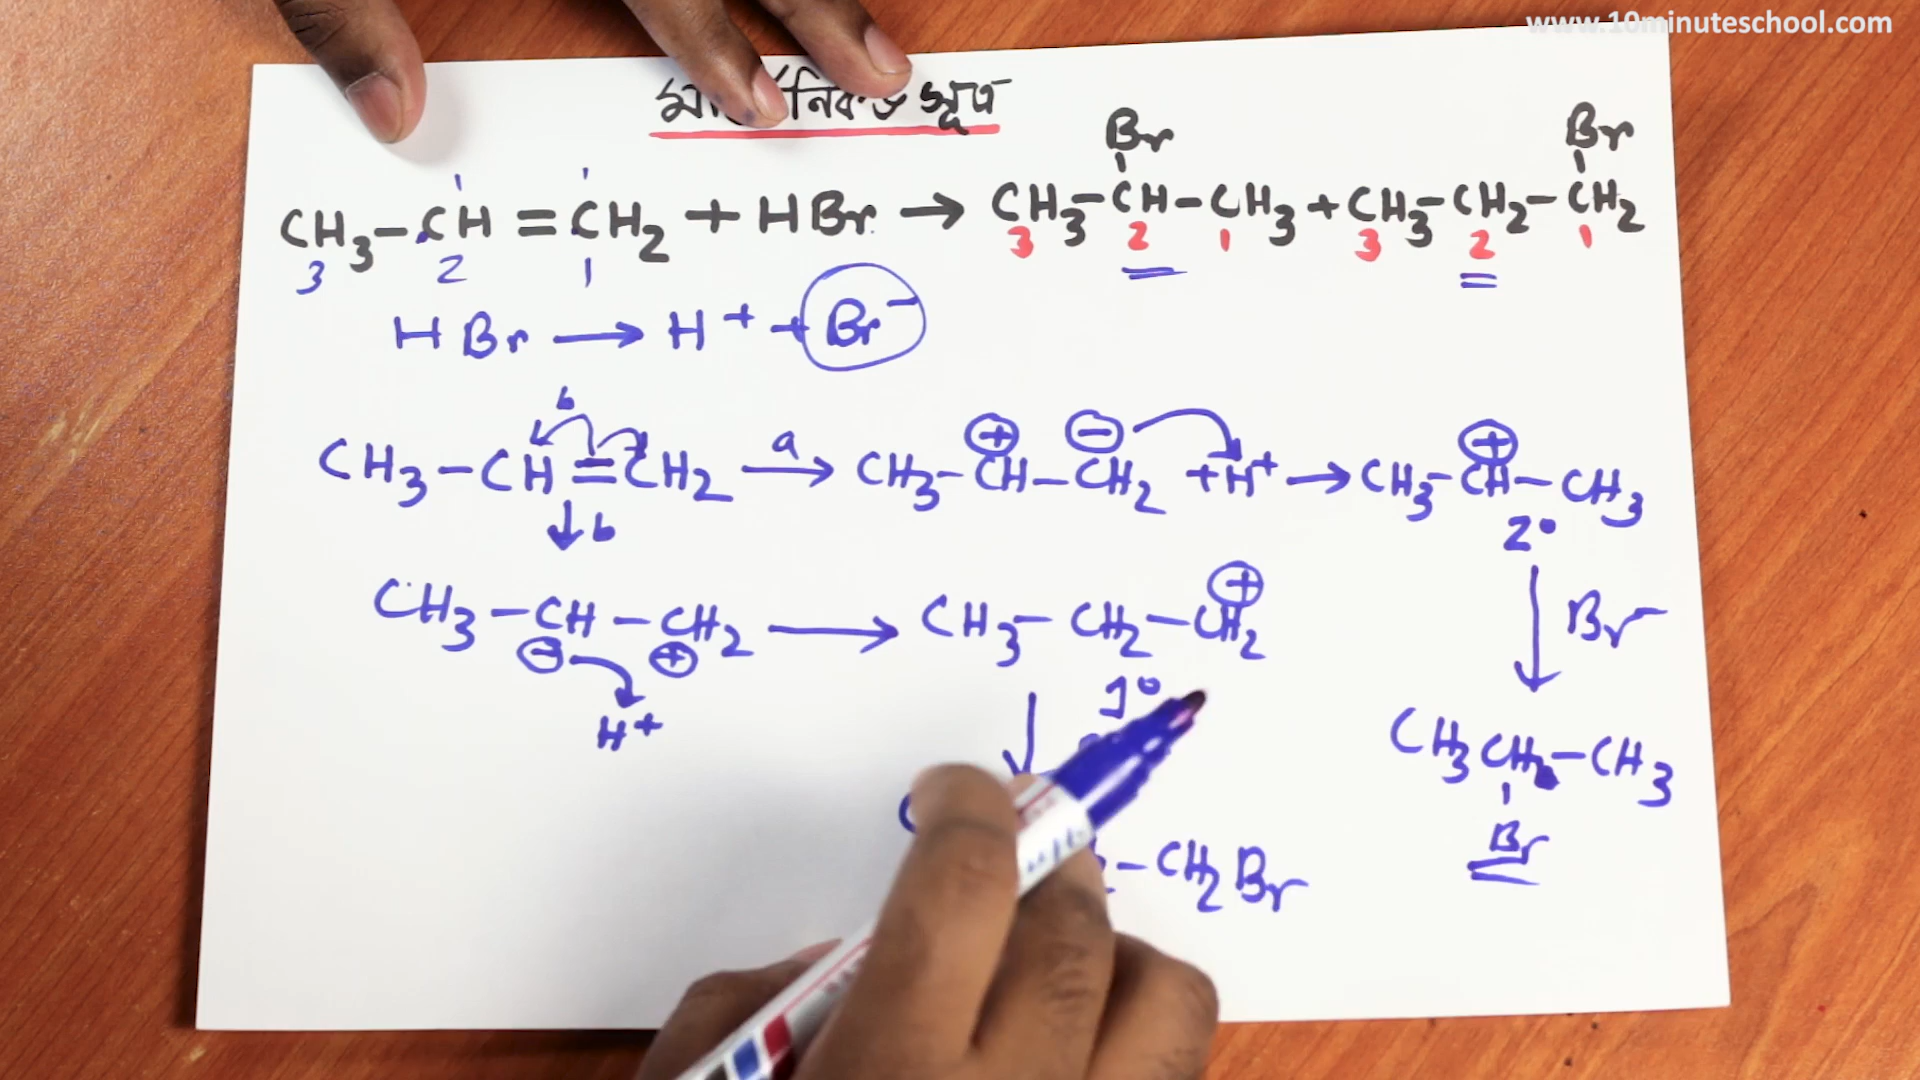 www.10minuteschool.com
সূত্র
Br Br
CH3-CH=CH2+HBr→CH3-CH-CH3+CH3-CH2-CH2
3 2 1 3 2 1 3 2 1
HBr→H+ + Br-
b
CH3-CH=CH2 a→ CH3-CH-CH2 +H+→CH3-CH-CH3
+ - +
b 2°
CH3-CH-CH2→CH3-CH2-CH2 Br-
- + +
H+ 1°
CH3CH2-CH3
Br
-CH2Br